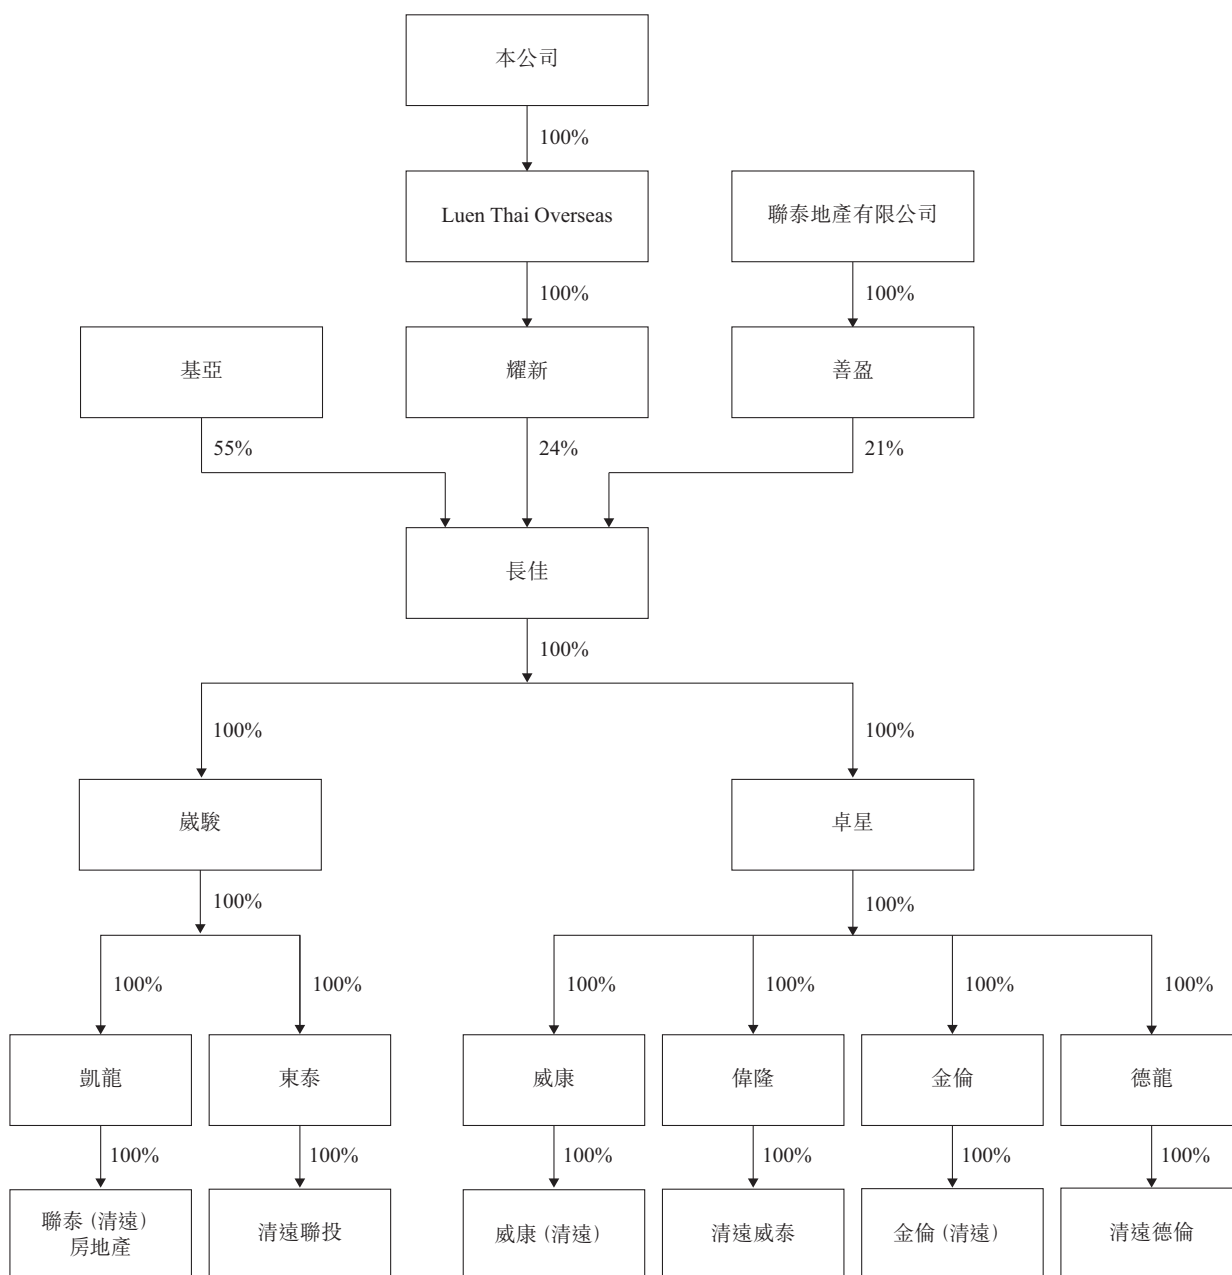 本公司
100%
Luen Thai Overseas
聯泰地產有限公司
100%
100%
基亞
耀新
善盈
55%
24%
21%
長佳
100%
100%
100%
崴駿
卓星
100%
100%
100%
100%
100%
100%
100%
100%
凱龍
東泰
威康
偉隆
金倫
德龍
100%
100%
100%
100%
100%
100%
聯泰（清遠）
房地產
清遠聯投
威康（清遠）
清遠威泰
金倫（清遠）
清遠德倫